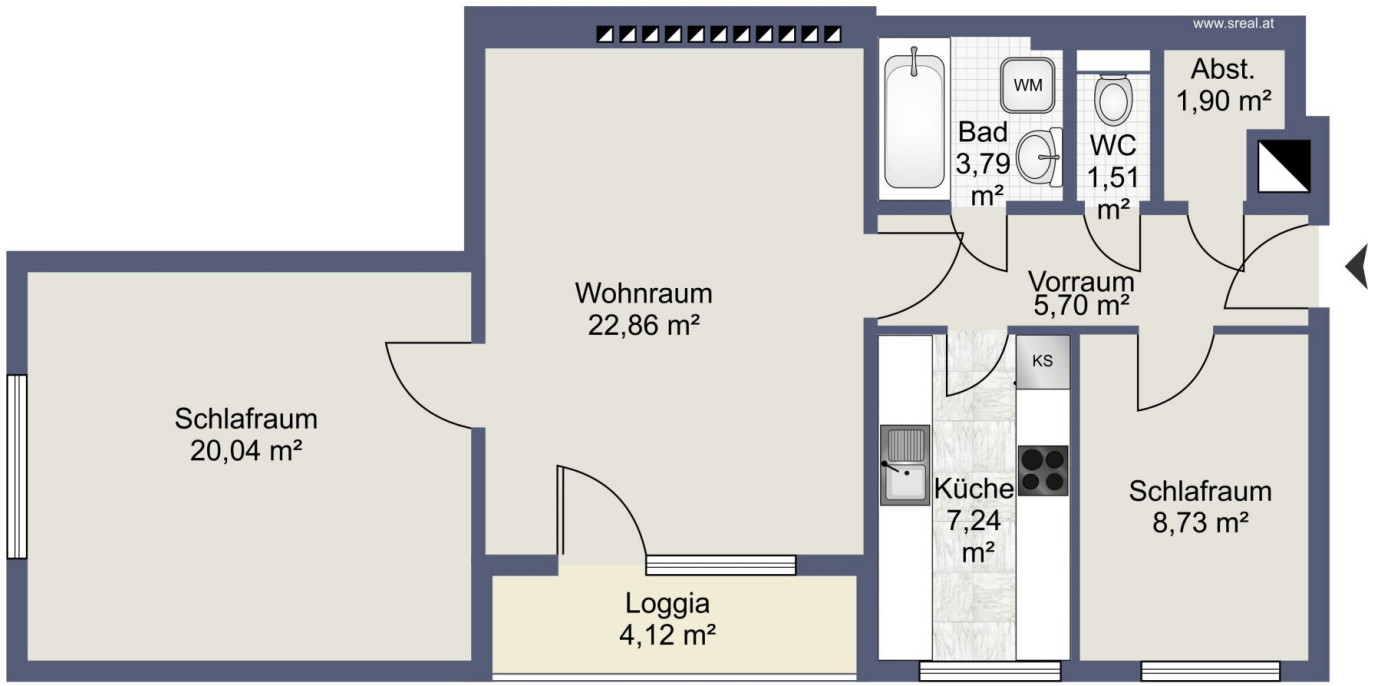 www.sreal.at
Abst.
1,90 m²
WM
Bad
3,79
m²
WC
1,51
m²
Vorraum
5,70 m²
Wohnraum
22,86 m²
Schlafraum
20,04 m²
KS
Küche
7,24
m²
Schlafraum
8,73 m²
Loggia
4,12 m²